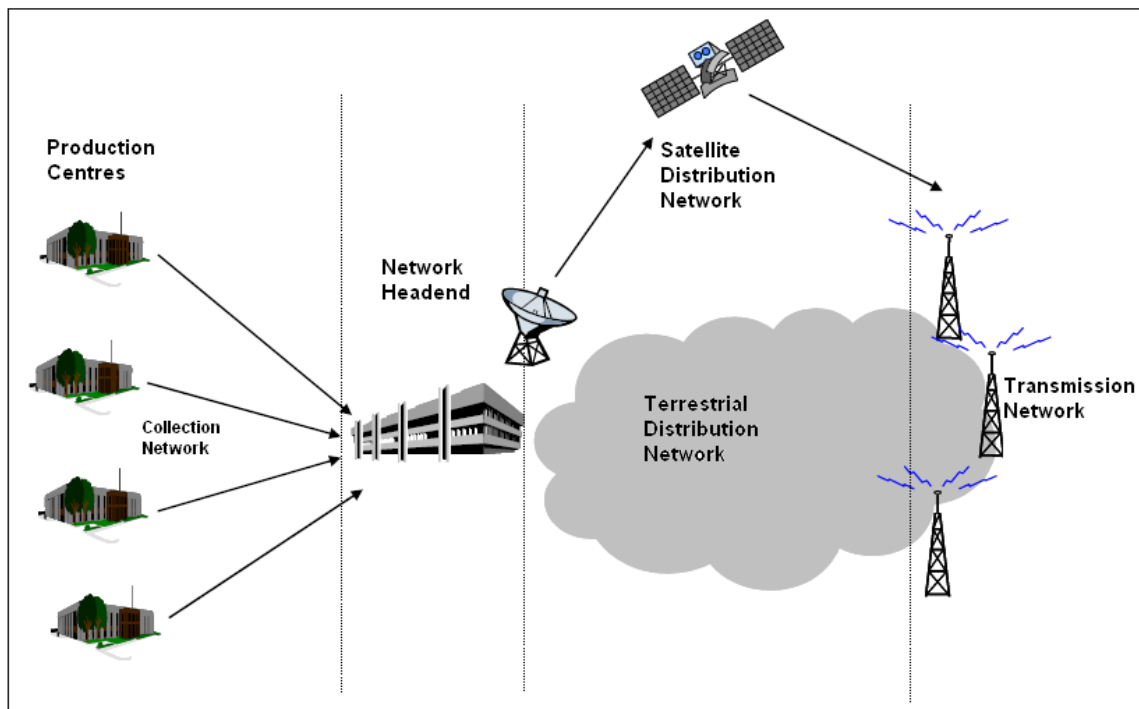 Production
Centres
Collection
Network
Network
Headend
Satellite
Distribution
Network
Terrestrial
Distribution
Network
Transmission
Network